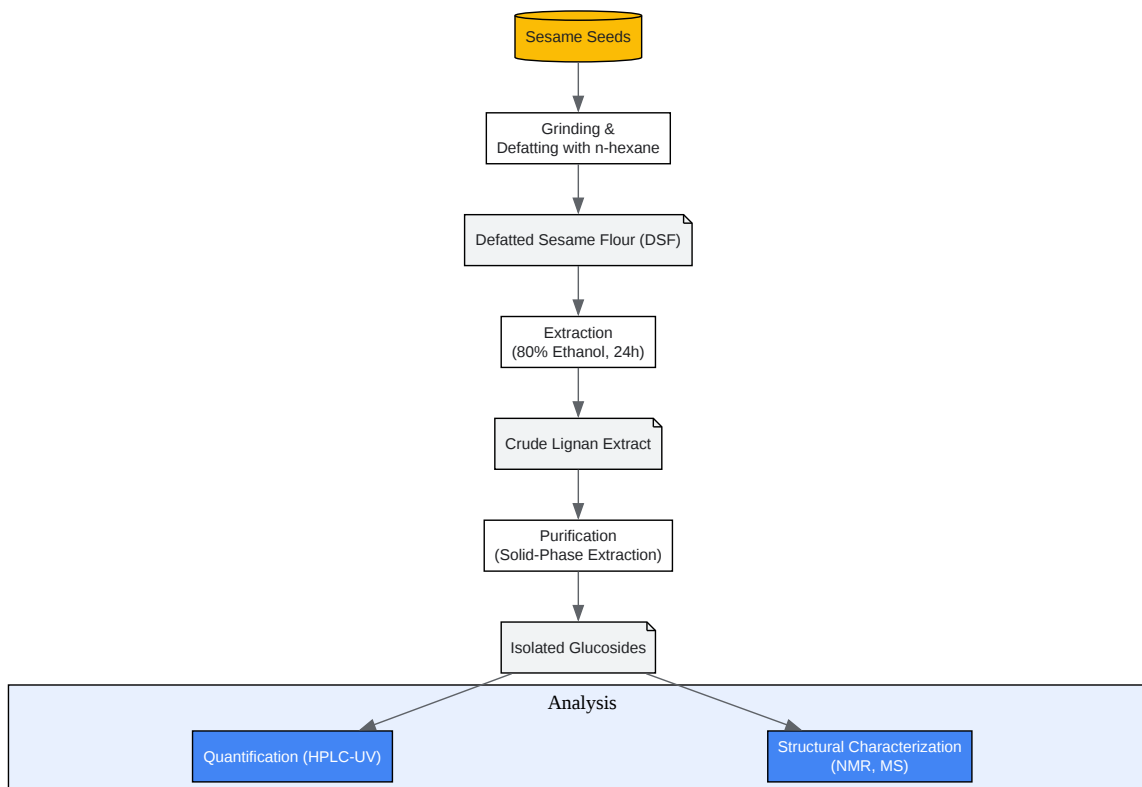 Sesame Seeds
Grinding &
Defatting with n-hexane
Defatted Sesame Flour (DSF)
Extraction
(80% Ethanol, 24h)
Crude Lignan Extract
Purification
(Solid-Phase Extraction)
Isolated Glucosides
Analysis
Quantification (HPLC-UV)
Structural Characterization
(NMR, MS)